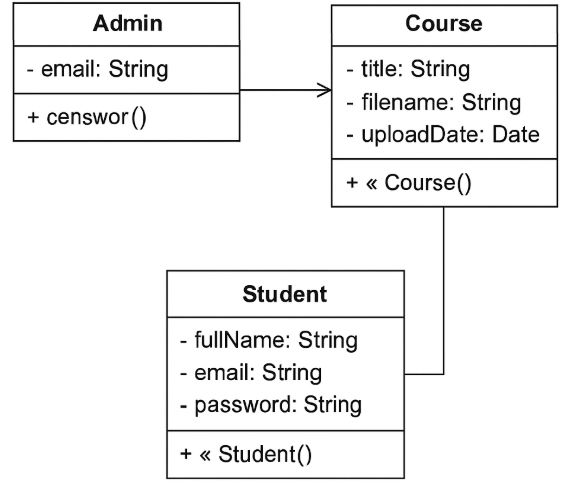 Admin
- email: String
+ censwor()
Course
- title: String
- filename: String
- uploadDate: Date
+ « Course()
Student
- fullName: String
- email: String
- password: String
+ « Student()